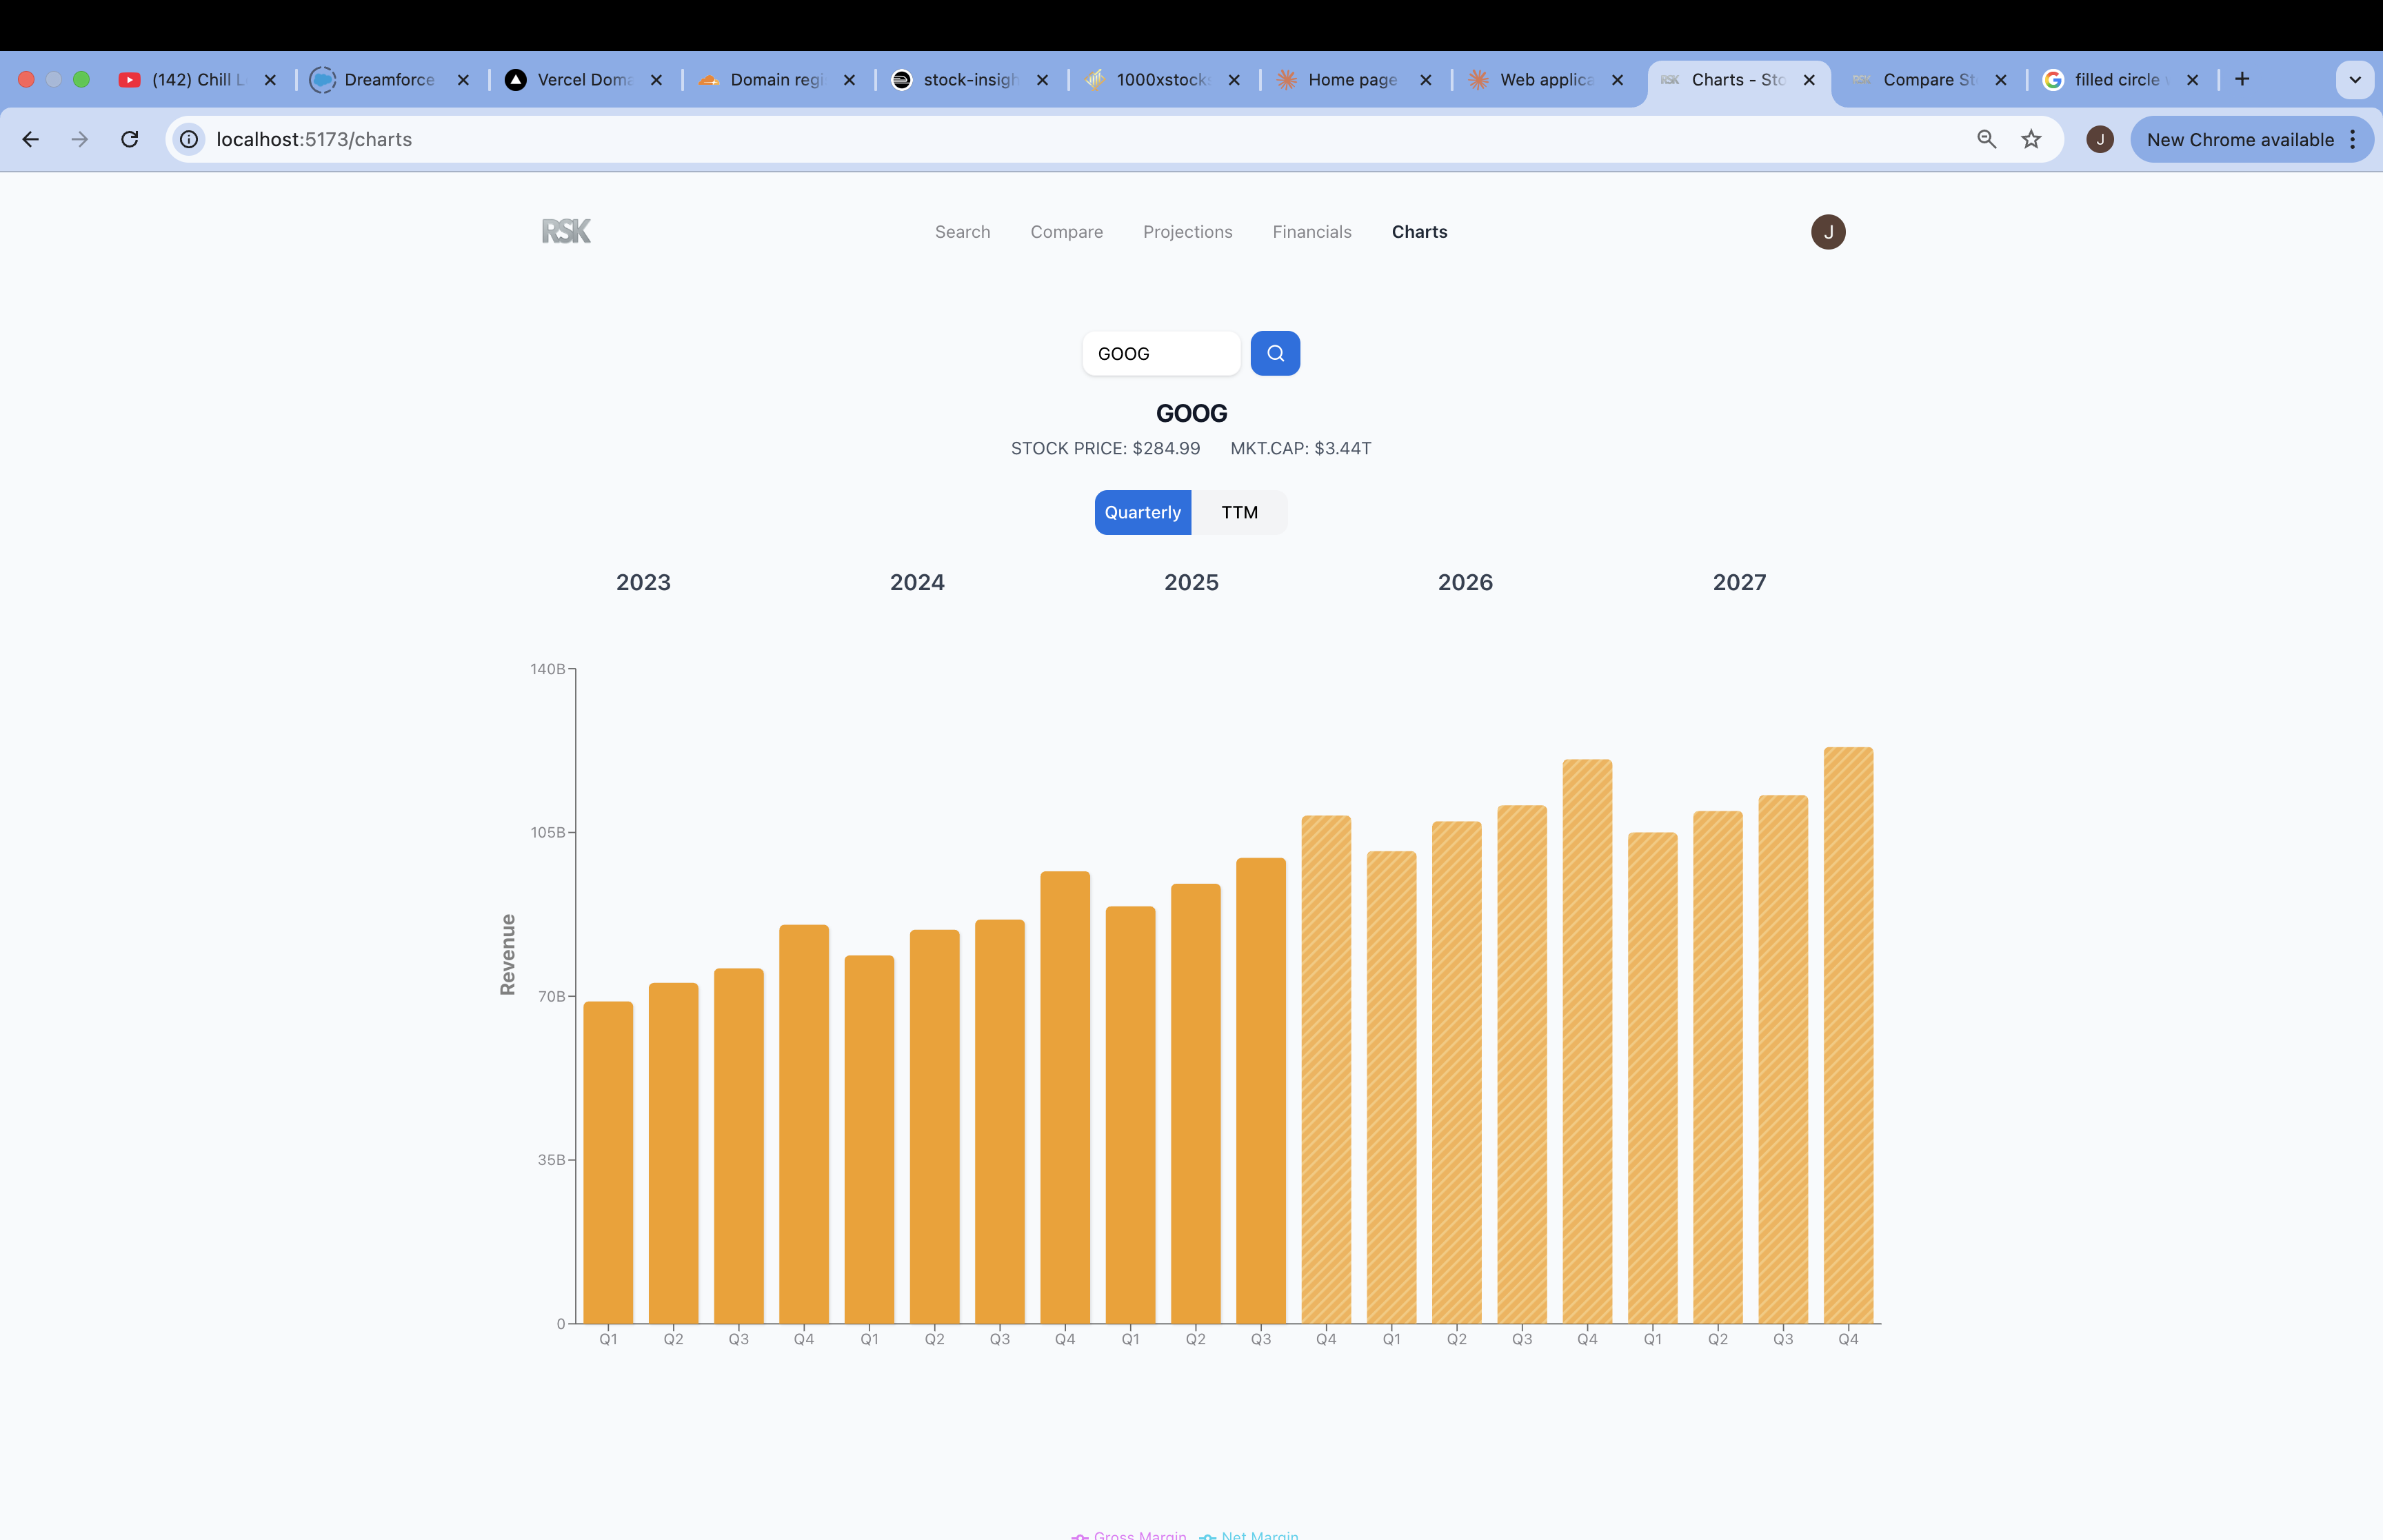 (142) Chill L
Dreamforce
Vercel Doma
Domain regi
stock-insigh
1000xstocks
Home page
Web applica
Charts - Sto
Compare St
filled circle
localhost:5173/charts
J
New Chrome available
RSK
Search
Compare
Projections
Financials
Charts
J
GOOG
GOOG
STOCK PRICE: $284.99 MKT.CAP: $3.44T
Quarterly
TTM
2023 2024 2025 2026 2027
140B
105B
70B
35B
0
Revenue
Q1 Q2 Q3 Q4 Q1 Q2 Q3 Q4 Q1 Q2 Q3 Q4 Q1 Q2 Q3 Q4 Q1 Q2 Q3 Q4
Gross Margin Net Margin